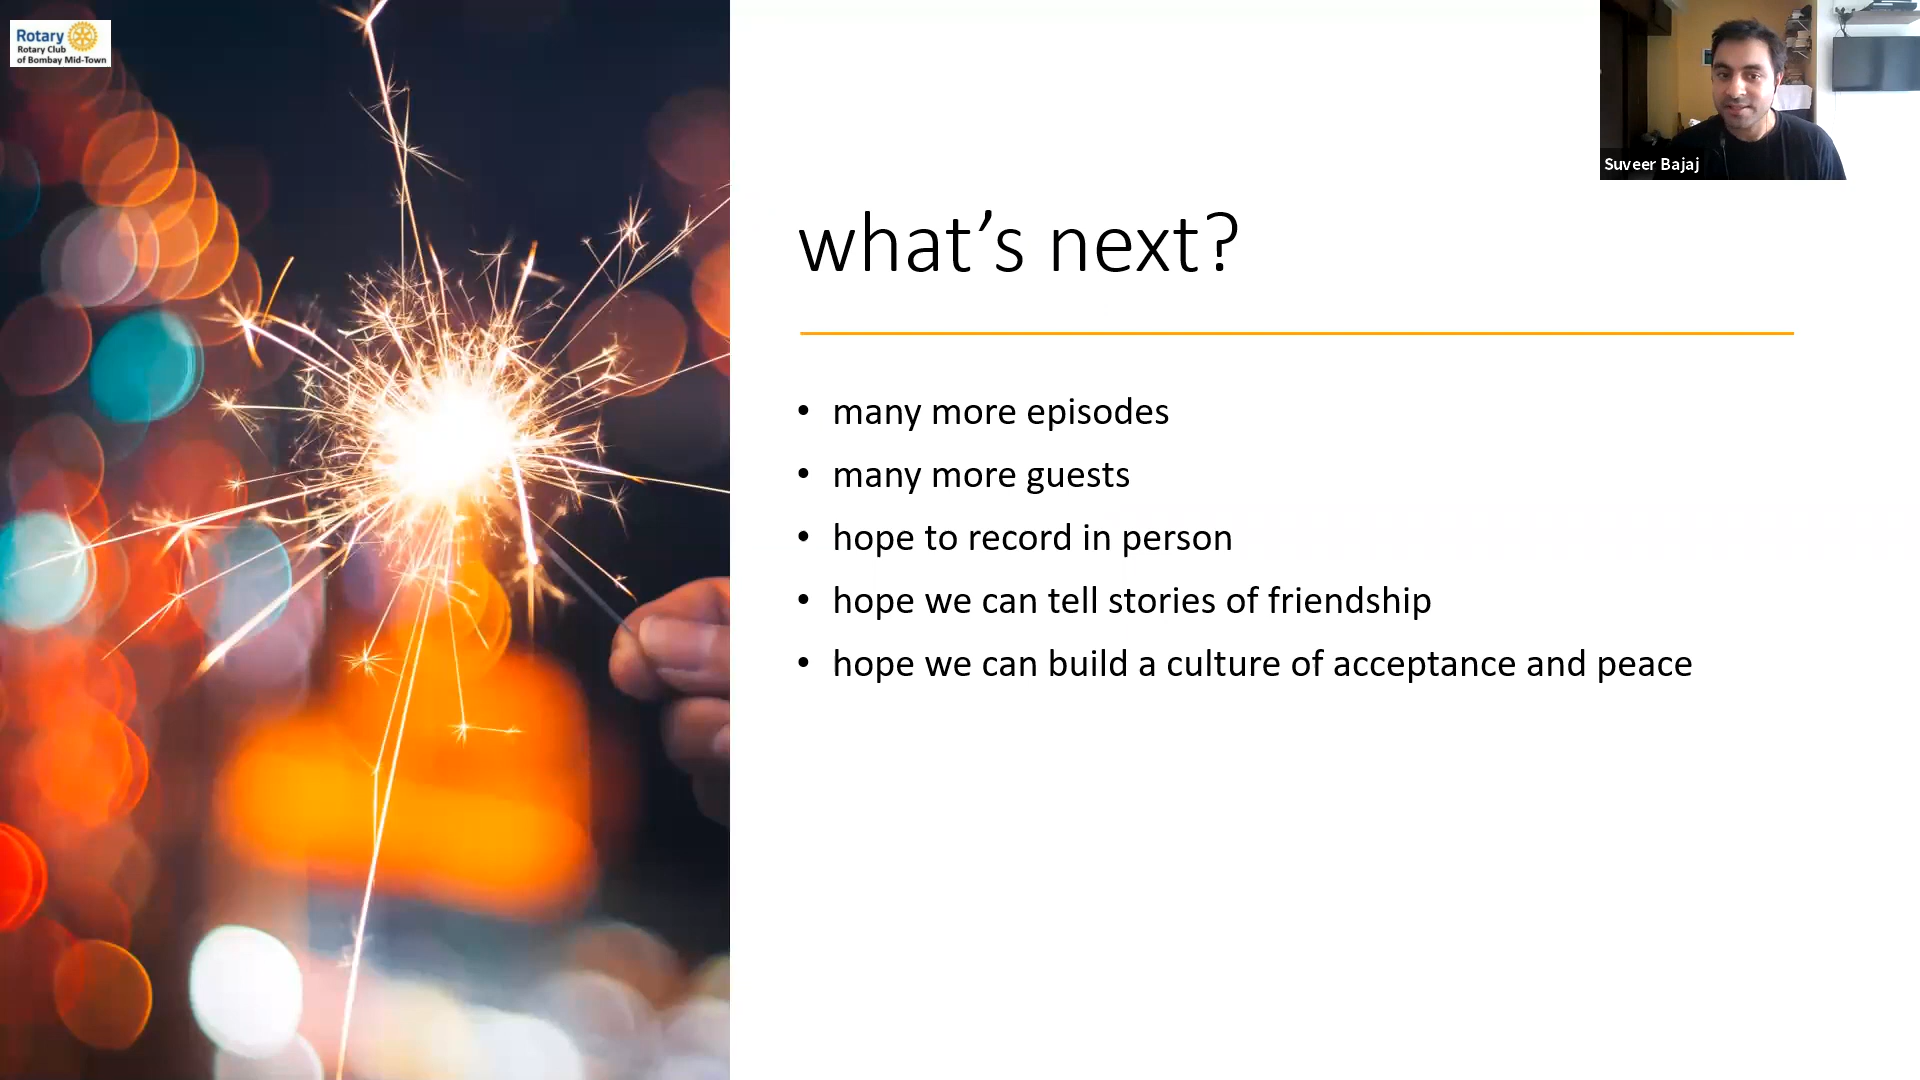 Rotary
Rotary Club
of Bombay Mid-Town
Suveer Bajaj
what’s next?
• many more episodes
• many more guests
• hope to record in person
• hope we can tell stories of friendship
• hope we can build a culture of acceptance and peace